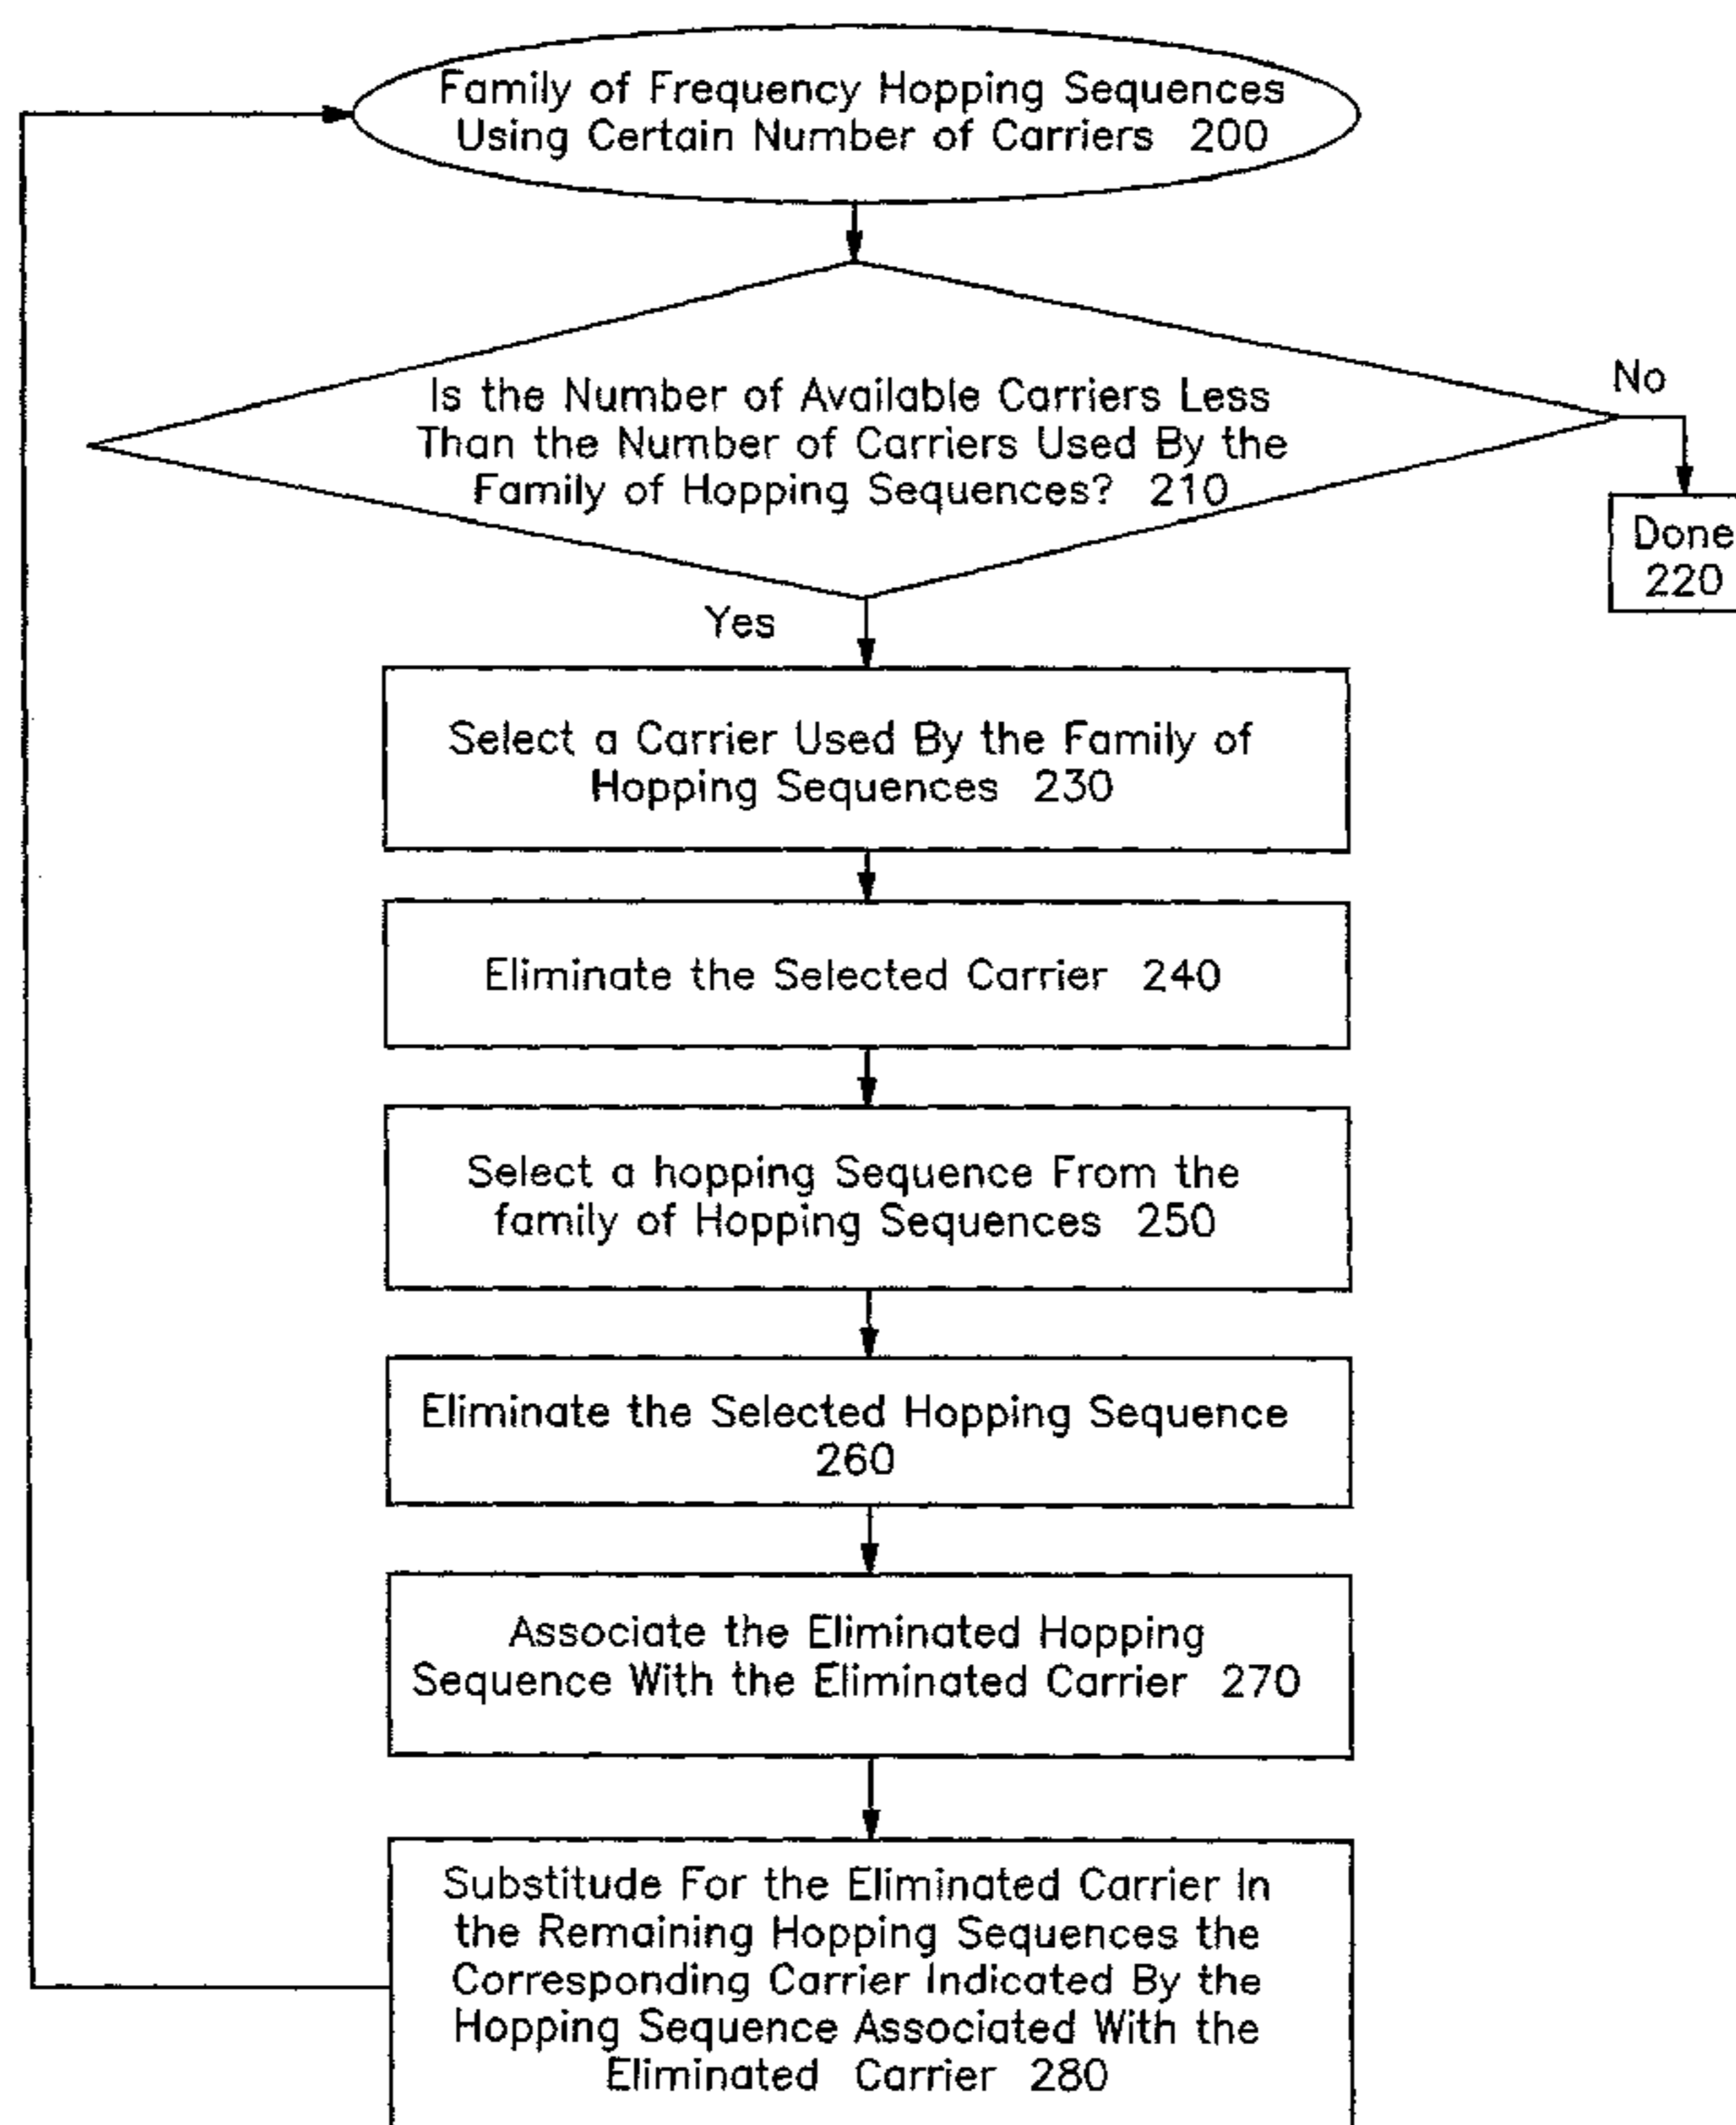 Family of Frequency Hopping Sequences
Using Certain Number of Carriers 200
Is the Number of Available Carriers Less
Than the Number of Carriers Used By the
Family of Hopping Sequences? 210
No
Done
220
Yes
Select a Carrier Used By the Family of
Hopping Sequences 230
Eliminate the Selected Carrier 240
Select a hopping Sequence From the
family of Hopping Sequences 250
Eliminate the Selected Hopping Sequence
260
Associate the Eliminated Hopping
Sequence With the Eliminated Carrier 270
Substitude For the Eliminated Carrier In
the Remaining Hopping Sequences the
Corresponding Carrier Indicated By the
Hopping Sequence Associated With the
Eliminated Carrier 280